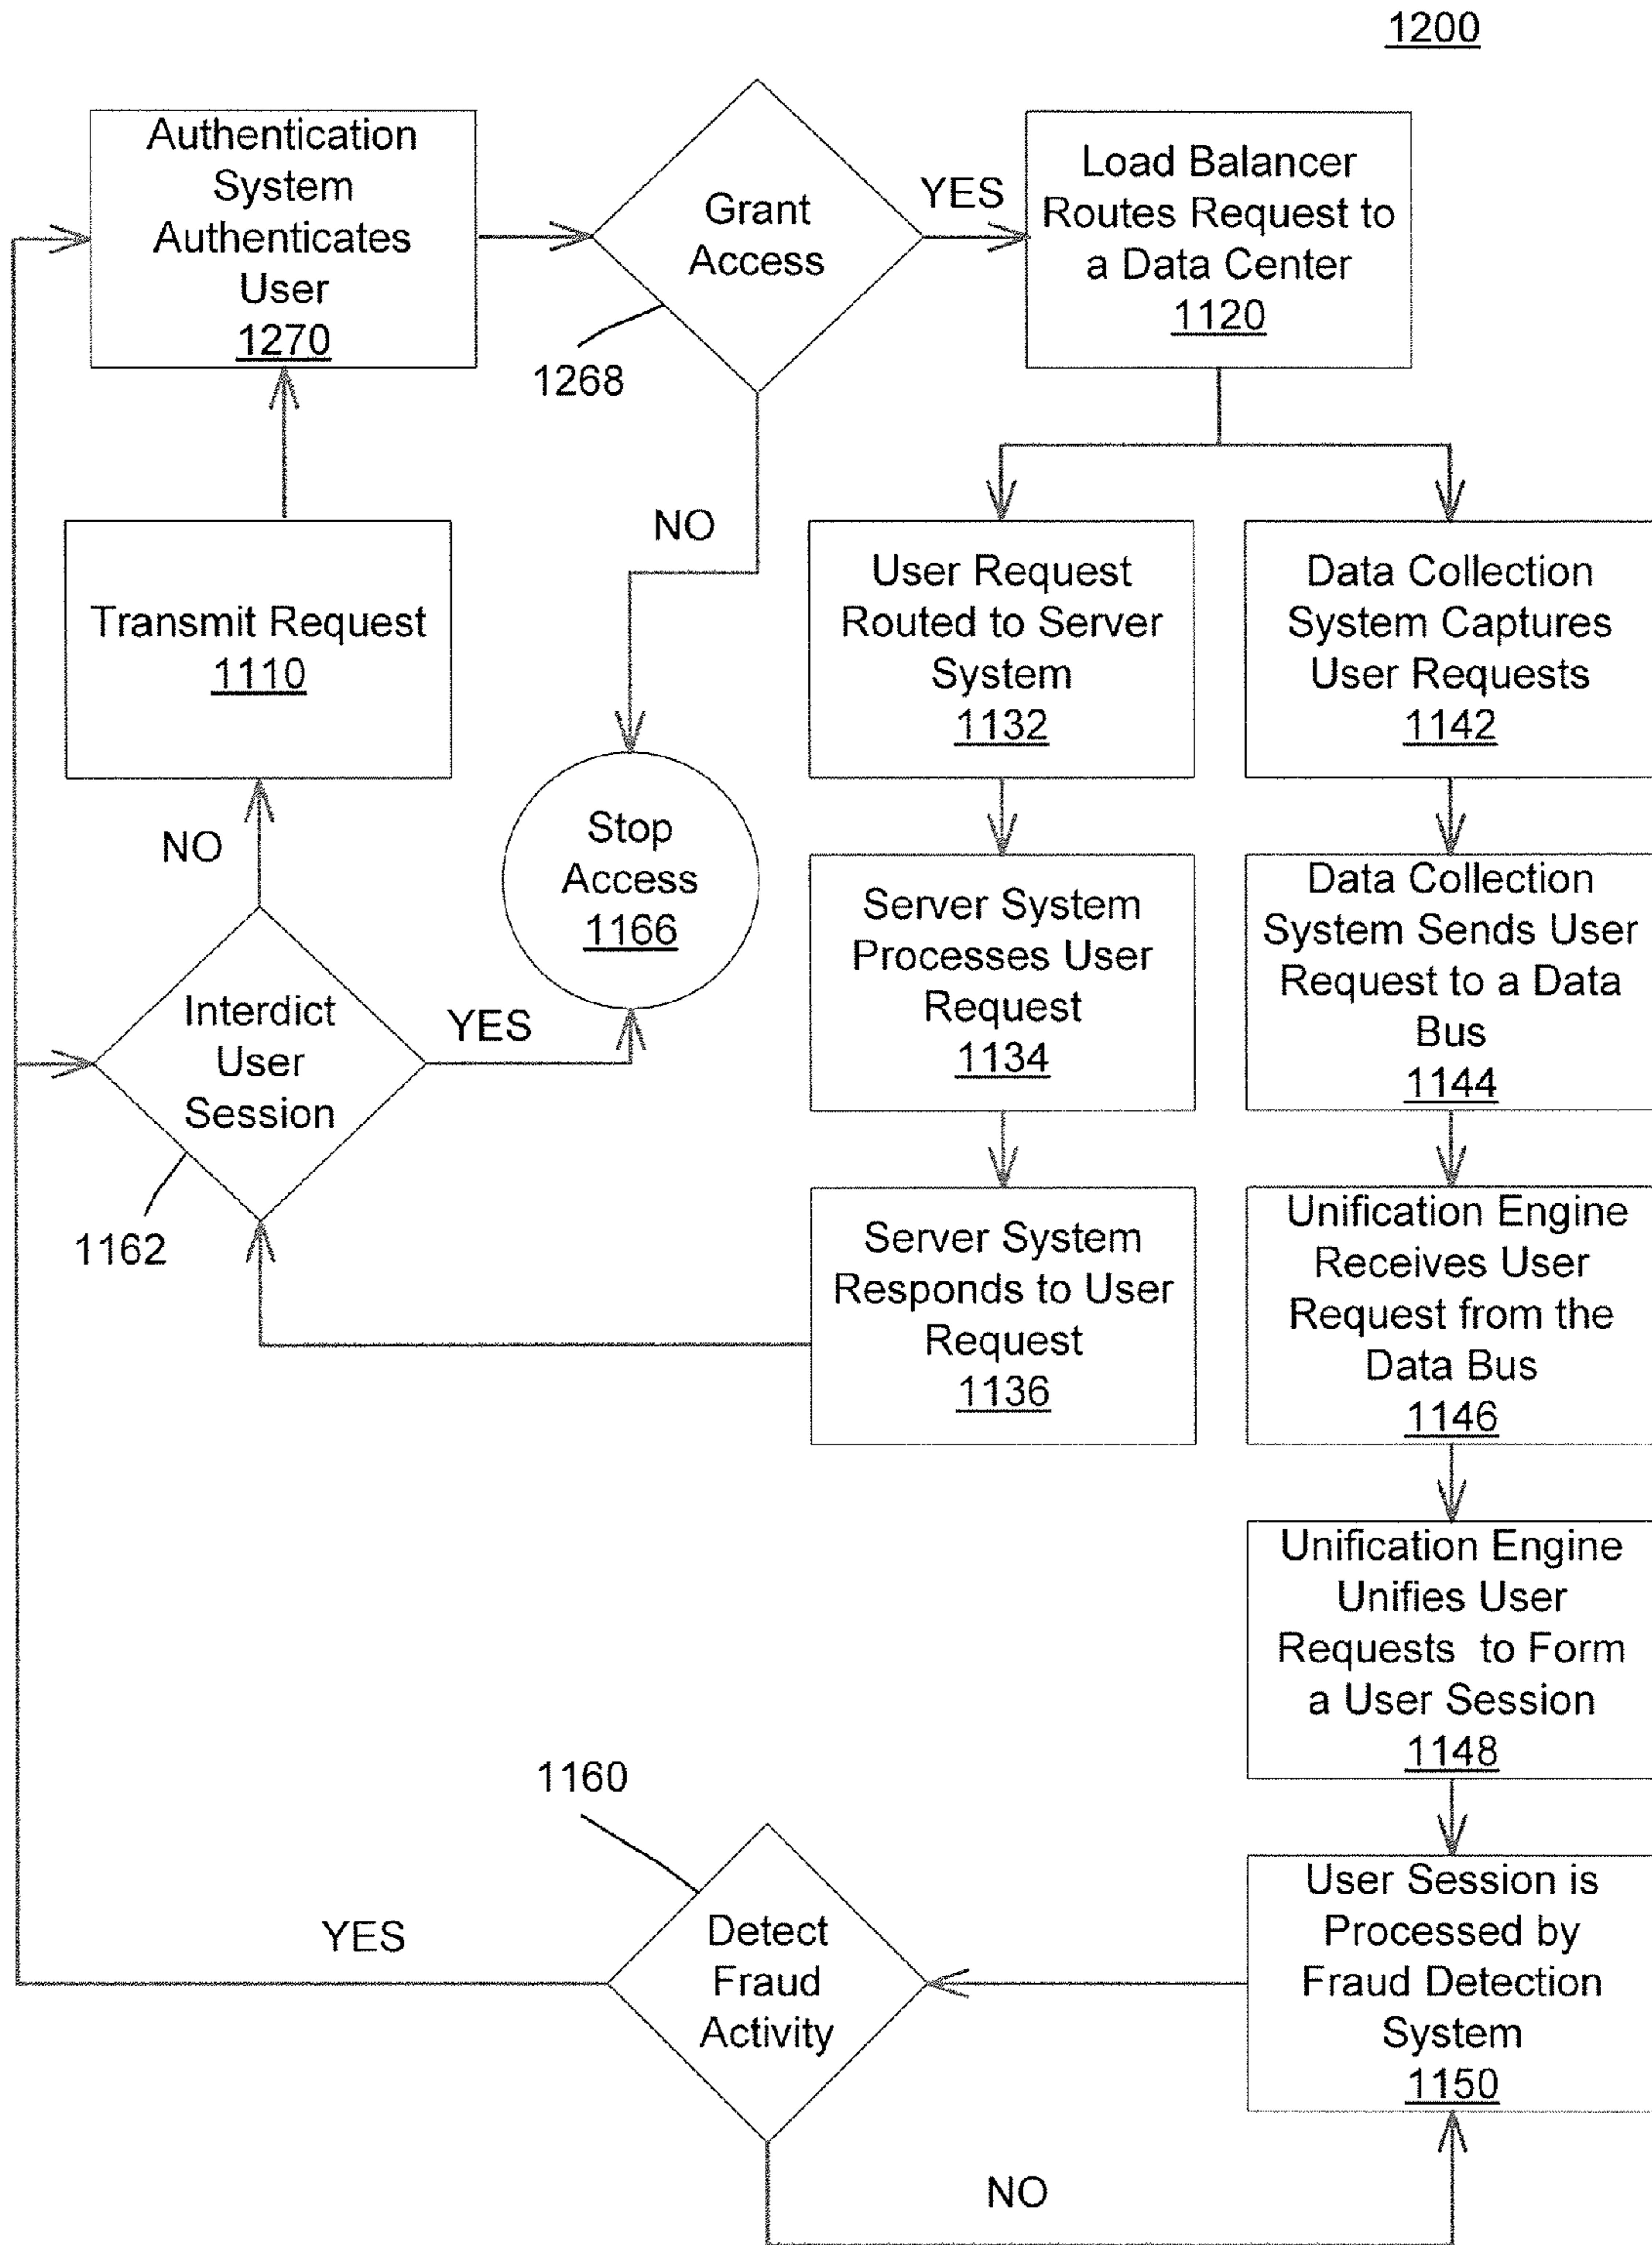 1200
Authentication
System
Authenticates
User
1270
Grant
Access
1268
YES
Load Balancer
Routes Request to
a Data Center
1120
NO
Transmit Request
1110
User Request
Routed to Server
System
1132
Data Collection
System Captures
User Requests
1142
NO
Stop
Access
1166
Server System
Processes User
Request
1134
Data Collection
System Sends User
Request to a Data
Bus
1144
Interdict
User
Session
YES
1162
Server System
Responds to User
Request
1136
Unification Engine
Receives User
Request from the
Data Bus
1146
Unification Engine
Unifies User
Requests to Form
a User Session
1148
1160
YES
Detect
Fraud
Activity
User Session is
Processed by
Fraud Detection
System
1150
NO